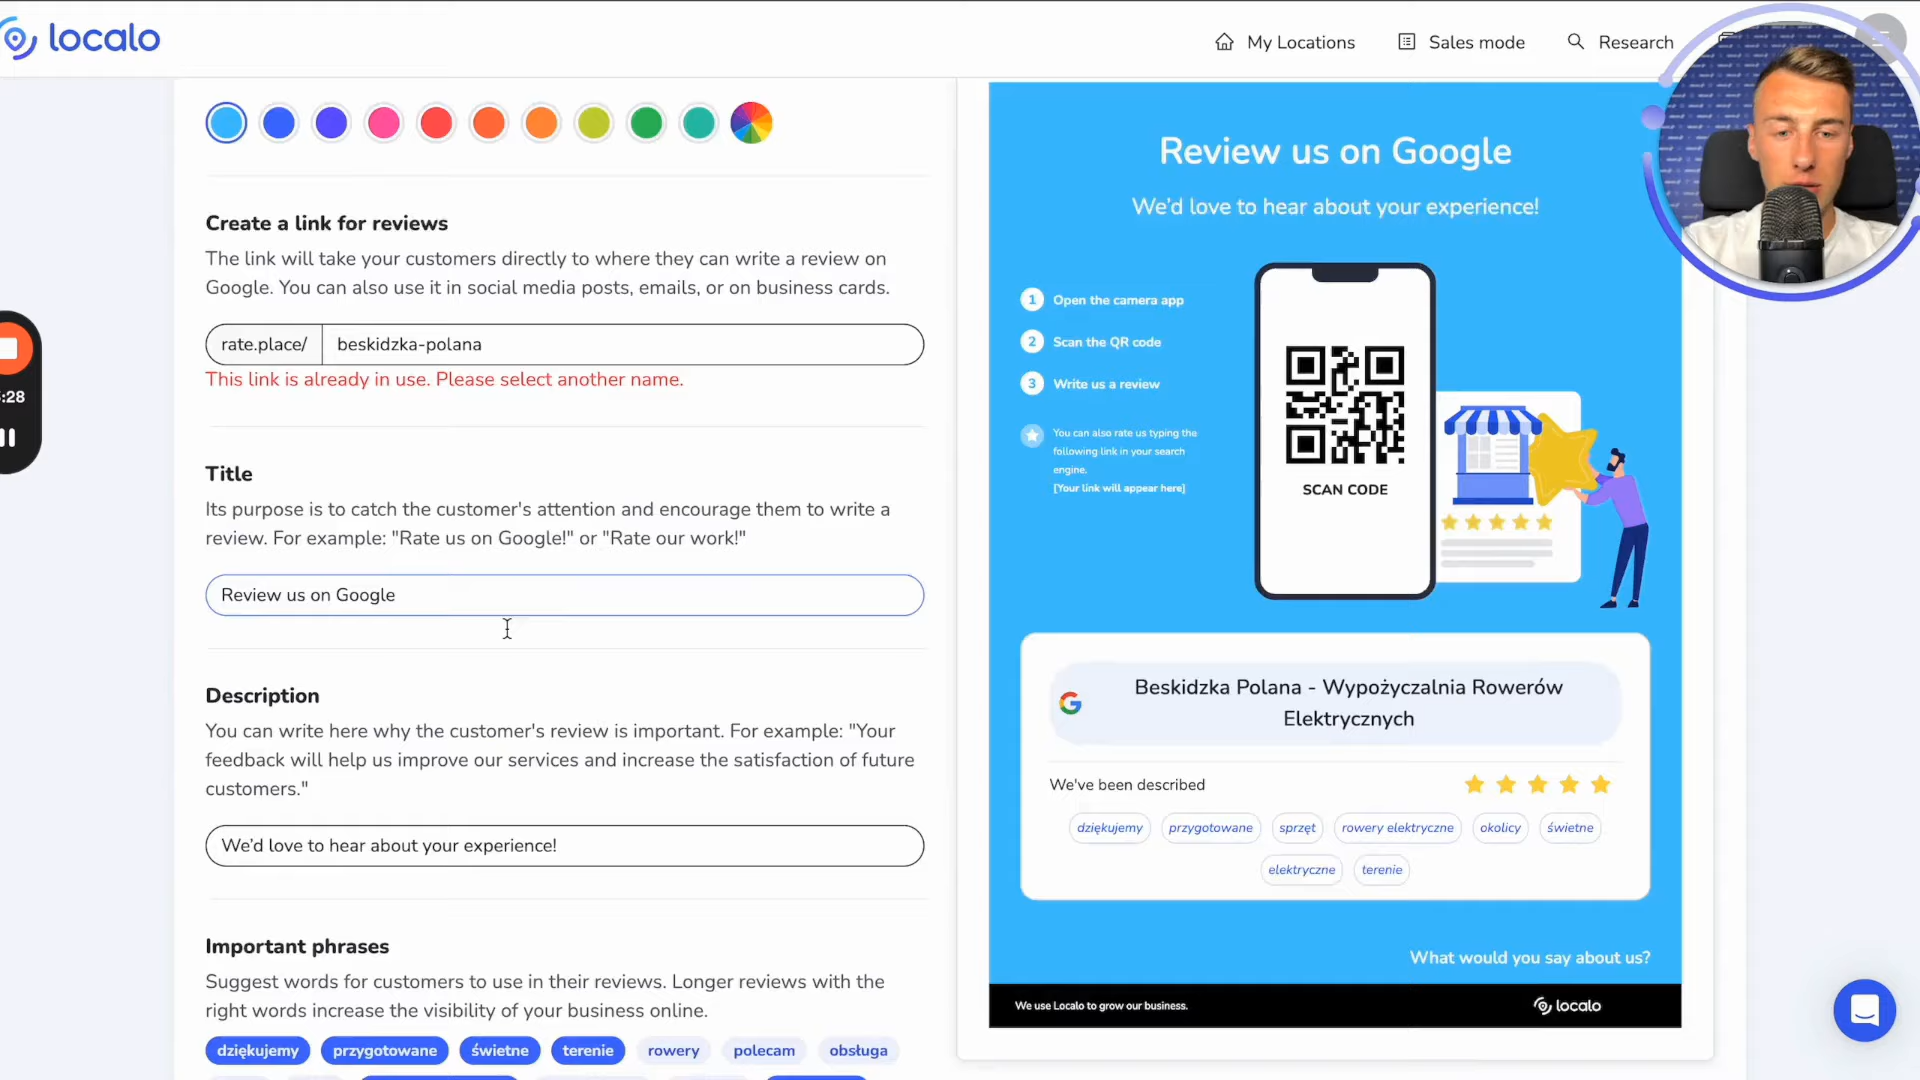 localo
My Locations
Sales mode
Research
Create a link for reviews
The link will take your customers directly to where they can write a review on
Google. You can also use it in social media posts, emails, or on business cards.
rate.place/ beskidzka-polana
This link is already in use. Please select another name.
:28
Title
Its purpose is to catch the customer's attention and encourage them to write a
review. For example: "Rate us on Google!" or "Rate our work!"
Review us on Google
Description
You can write here why the customer's review is important. For example: "Your
feedback will help us improve our services and increase the satisfaction of future
customers."
We'd love to hear about your experience!
Important phrases
Suggest words for customers to use in their reviews. Longer reviews with the
right words increase the visibility of your business online.
dziękujemy przygotowane świetne terenie rowery polecam obsługa
Review us on Google
We'd love to hear about your experience!
1 Open the camera app
2 Scan the QR code
3 Write us a review
You can also rate us typing the
following link in your search
engine.
[Your link will appear here]
SCAN CODE
Beskidzka Polana - Wypożyczalnia Rowerów
Elektrycznych
We've been described
dziękujemy przygotowane sprzęt rowery elektryczne okolicy świetne
elektryczne terenie
What would you say about us?
We use Localo to grow our business.
localo